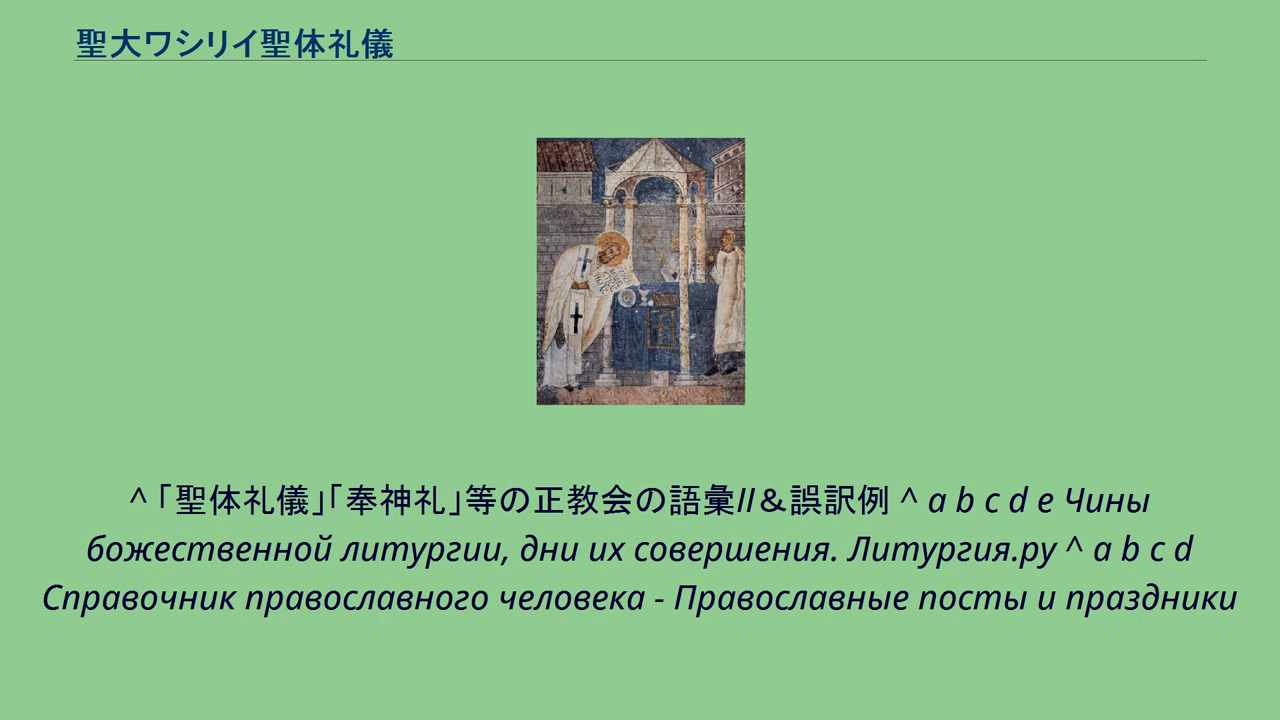 聖大ワシリイ聖体礼儀
^ ｢聖体礼儀｣｢奉神礼｣等の正教会の語彙II＆誤訳例 ^ a b c d e Чины
божественной литургии, дни их совершения. Литургия.ру ^ a b c d
Справочник православного человека - Православные посты и праздники